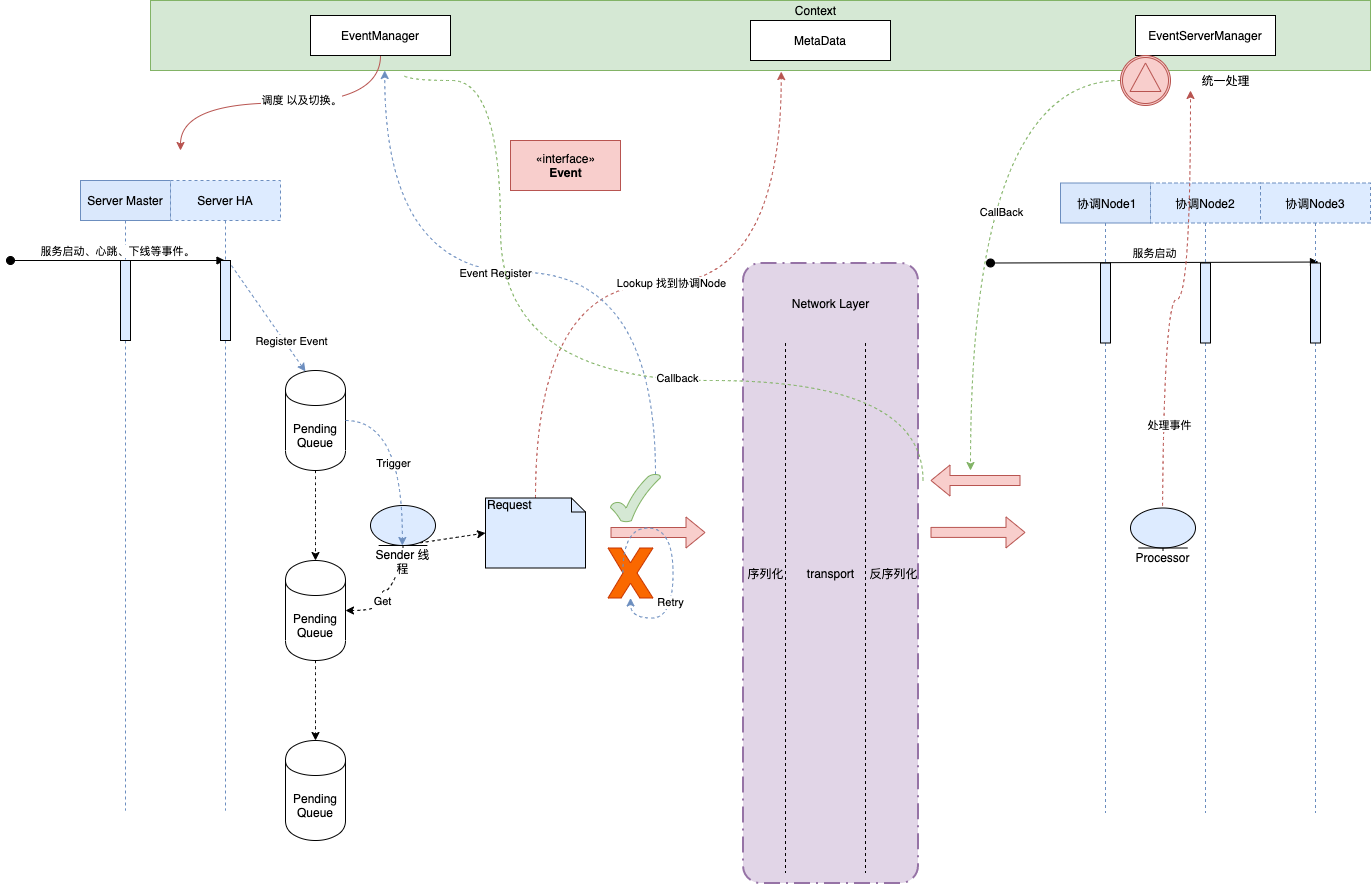 Context
EventManager
MetaData
EventServerManager
统一处理
调度 以及切换。
«interface»
Event
Server Master
Server HA
协调Node1
协调Node2
协调Node3
CallBack
服务启动、心跳、下线等事件。
服务启动
Event Register
Lookup 找到协调Node
Network Layer
Register Event
Callback
Pending
Queue
处理事件
Trigger
Request
Sender 线
程
Processor
序列化
transport
反序列化
Get
Retry
Pending
Queue
Pending
Queue